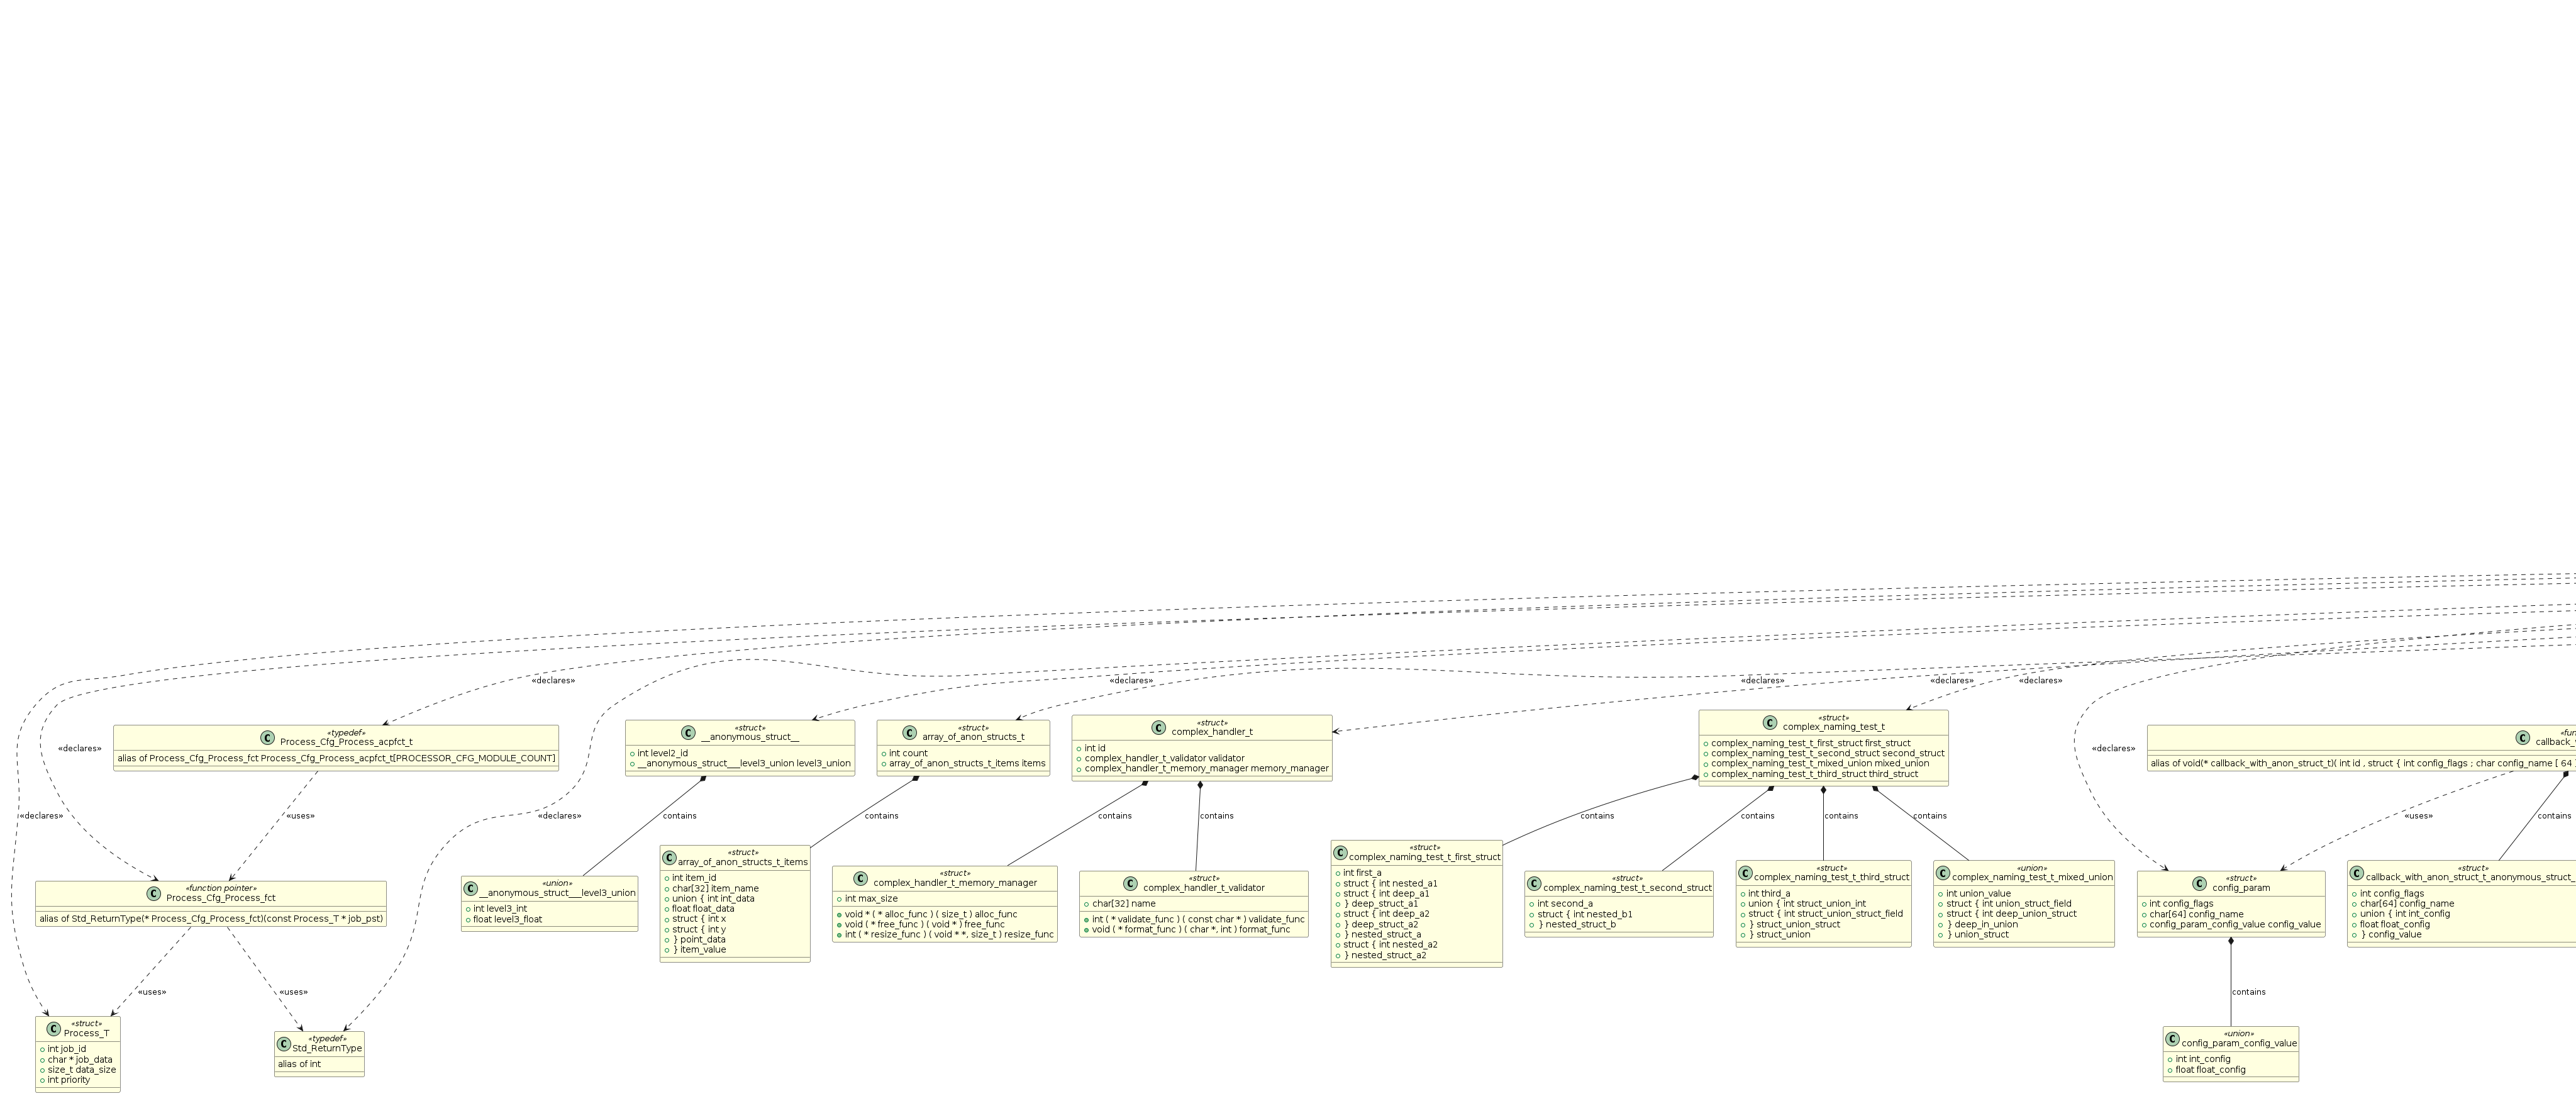 «declares»
«declares»
«declares»
«declares»
«declares»
«declares»
«declares»
«declares»
«declares»
C
«typedef»
Process_Cfg_Process_acpfct_t
alias of Process_Cfg_Process_fct Process_Cfg_Process_acpfct_t[PROCESSOR_CFG_MODULE_COUNT]
C
«struct»
__anonymous_struct__
int level2_id
__anonymous_struct___level3_union level3_union
C
«struct»
array_of_anon_structs_t
int count
array_of_anon_structs_t_items items
C
«struct»
complex_handler_t
int id
complex_handler_t_validator validator
complex_handler_t_memory_manager memory_manager
C
«struct»
complex_naming_test_t
complex_naming_test_t_first_struct first_struct
complex_naming_test_t_second_struct second_struct
complex_naming_test_t_mixed_union mixed_union
complex_naming_test_t_third_struct third_struct
C
«fun
callback_
alias of void(* callback_with_anon_struct_t)( int id , struct { int config_flags ; char config_name [ 64 ]
«uses»
contains
contains
contains
contains
contains
contains
contains
contains
«uses»
contains
C
«function pointer»
Process_Cfg_Process_fct
alias of Std_ReturnType(* Process_Cfg_Process_fct)(const Process_T * job_pst)
C
«union»
__anonymous_struct___level3_union
int level3_int
float level3_float
C
«struct»
array_of_anon_structs_t_items
int item_id
char[32] item_name
union { int int_data
float float_data
struct { int x
struct { int y
} point_data
} item_value
C
«struct»
complex_handler_t_memory_manager
int max_size
void * ( * alloc_func ) ( size_t ) alloc_func
void ( * free_func ) ( void * ) free_func
int ( * resize_func ) ( void * *, size_t ) resize_func
C
«struct»
complex_handler_t_validator
char[32] name
int ( * validate_func ) ( const char * ) validate_func
void ( * format_func ) ( char *, int ) format_func
C
«struct»
complex_naming_test_t_first_struct
int first_a
struct { int nested_a1
struct { int deep_a1
} deep_struct_a1
struct { int deep_a2
} deep_struct_a2
} nested_struct_a
struct { int nested_a2
} nested_struct_a2
C
«struct»
complex_naming_test_t_second_struct
int second_a
struct { int nested_b1
} nested_struct_b
C
«struct»
complex_naming_test_t_third_struct
int third_a
union { int struct_union_int
struct { int struct_union_struct_field
} struct_union_struct
} struct_union
C
«union»
complex_naming_test_t_mixed_union
int union_value
struct { int union_struct_field
struct { int deep_union_struct
} deep_in_union
} union_struct
C
«struct»
config_param
int config_flags
char[64] config_name
config_param_config_value config_value
C
«struct»
callback_with_anon_struct_t_anonymous_struct_
int config_flags
char[64] config_name
union { int int_config
float float_config
} config_value
«uses»
«uses»
contains
C
«struct»
Process_T
int job_id
char * job_data
size_t data_size
int priority
C
«typedef»
Std_ReturnType
alias of int
C
«union»
config_param_config_value
int int_config
float float_config